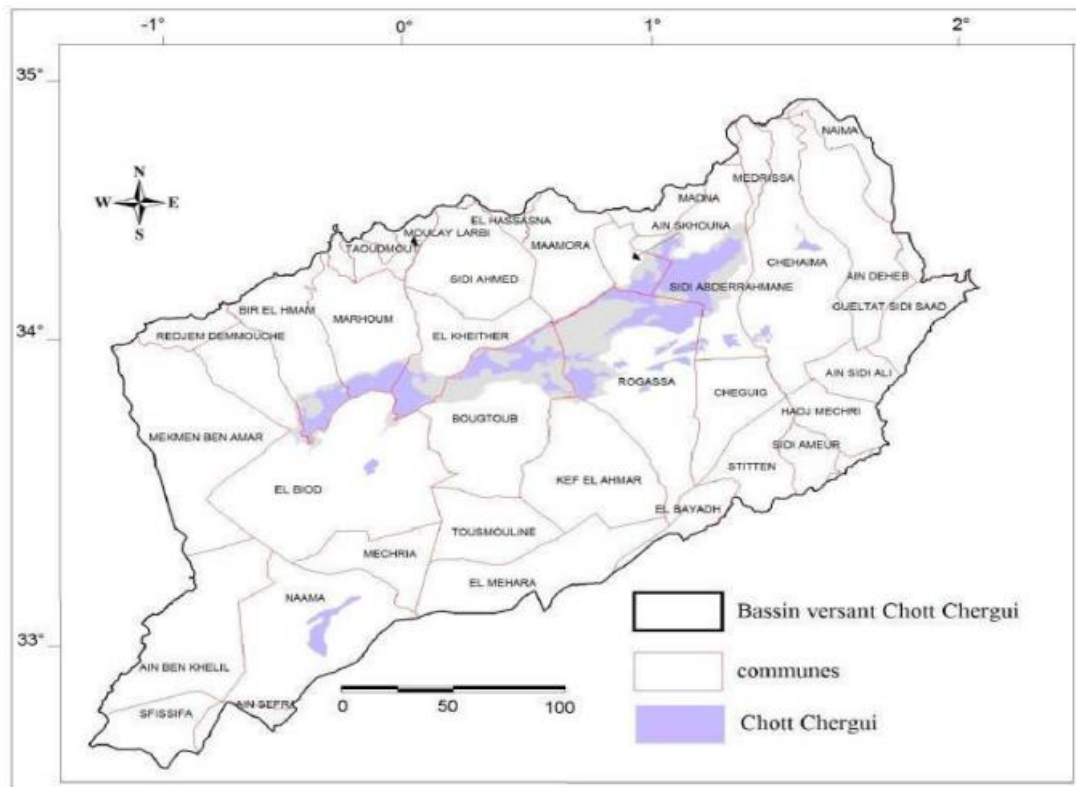 -1° 0° 1° 2°
35°
NAIMA
N
W E
S
MEDRISSA
MADNA
EL HASSASNA
MOULAY LARBI
AIN SKHOUNA
TAOUDMOUT
MAAMORA
CHEHAIMA
SIDI AHMED
AIN DEHEB
SIDI ABDERRAHMANE
BIR EL HMAM
GUELTAT SIDI SAAD
MARHOUM
34°
REDJEM DEMMOUCHE
EL KHEITHER
AIN SIDI ALI
ROGASSA
CHEGUIG
HADJ MECHRI
BOUGTOUB
MEKMEN BEN AMAR
SIDI AMEUR
STITTEN
KEF EL AHMAR
EL BIOD
EL BAYADH
TOUSMOULINE
MECHRIA
EL MEHARA
NAAMA
Bassin versant Chott Chergui
33°
AIN BEN KHELIL
communes
AIN SEFRA
SFISSIFA
0 50 100
Chott Chergui